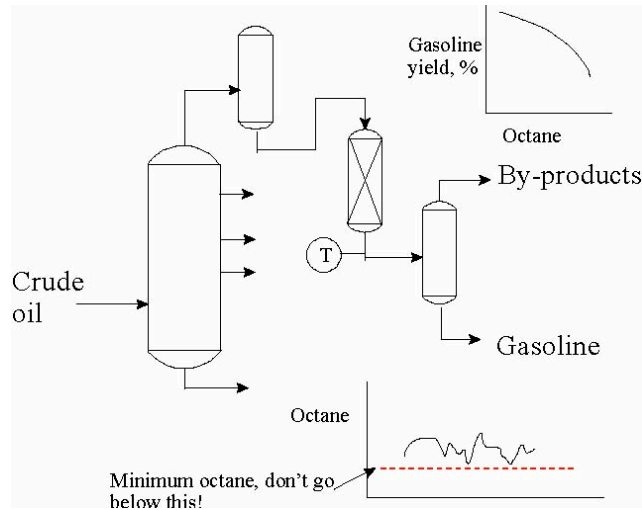 Gasoline
yield, %
Octane
By-products
T
Crude
oil
Gasoline
Octane
Minimum octane, don't go
below this!